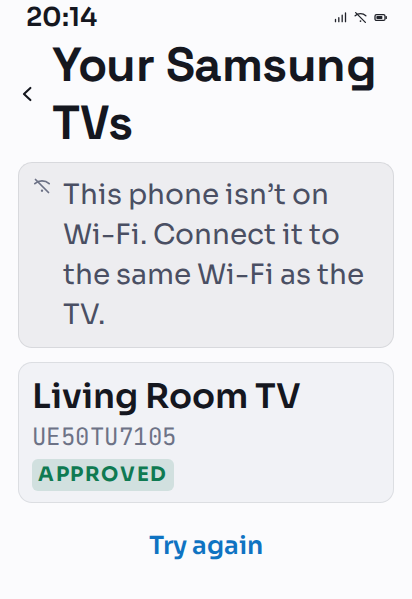 20:14
Your Samsung
TVs
This phone isn’t on
Wi-Fi. Connect it to
the same Wi-Fi as the
TV.
Living Room TV
UE50TU7105
APPROVED
Try again